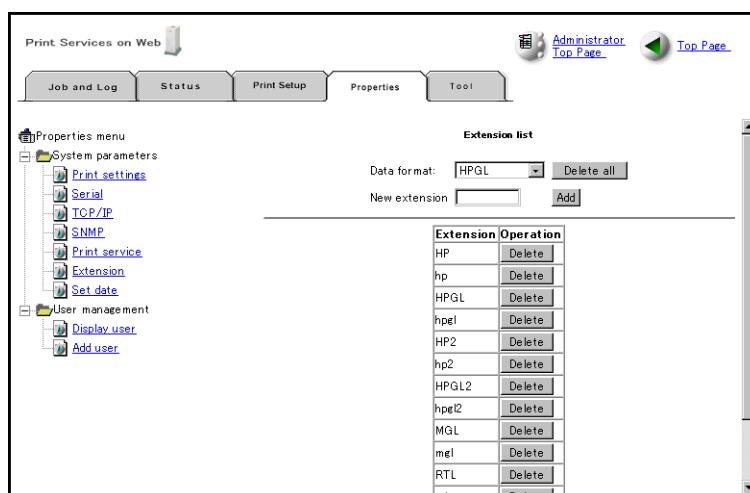 Print Services on Web
Administrator
Top Page
Top Page
Job and Log
Status
Print Setup
Properties
Tool
Properties menu
System parameters
Print settings
Serial
TCP/IP
SNMP
Print service
Extension
Set date
User management
Display user
Add user
Extension list
Data format: HPGL Delete all
New extension Add
Extension Operation
HP Delete
hp Delete
HPGL Delete
hpgl Delete
HP2 Delete
hp2 Delete
HPGL2 Delete
hpgl2 Delete
MGL Delete
mgl Delete
RTL Delete